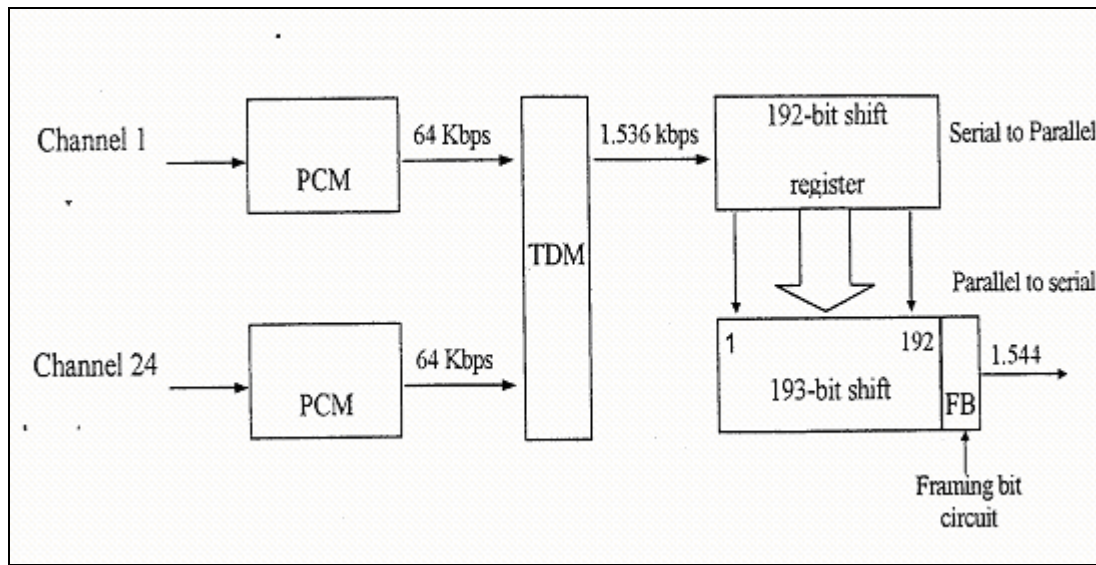 Channel 1
PCM
64 Kbps
TDM
1.536 kbps
192-bit shift
register
Serial to Parallel
Parallel to serial
Channel 24
PCM
64 Kbps
1
192
193-bit shift
FB
1.544
Framing bit
circuit